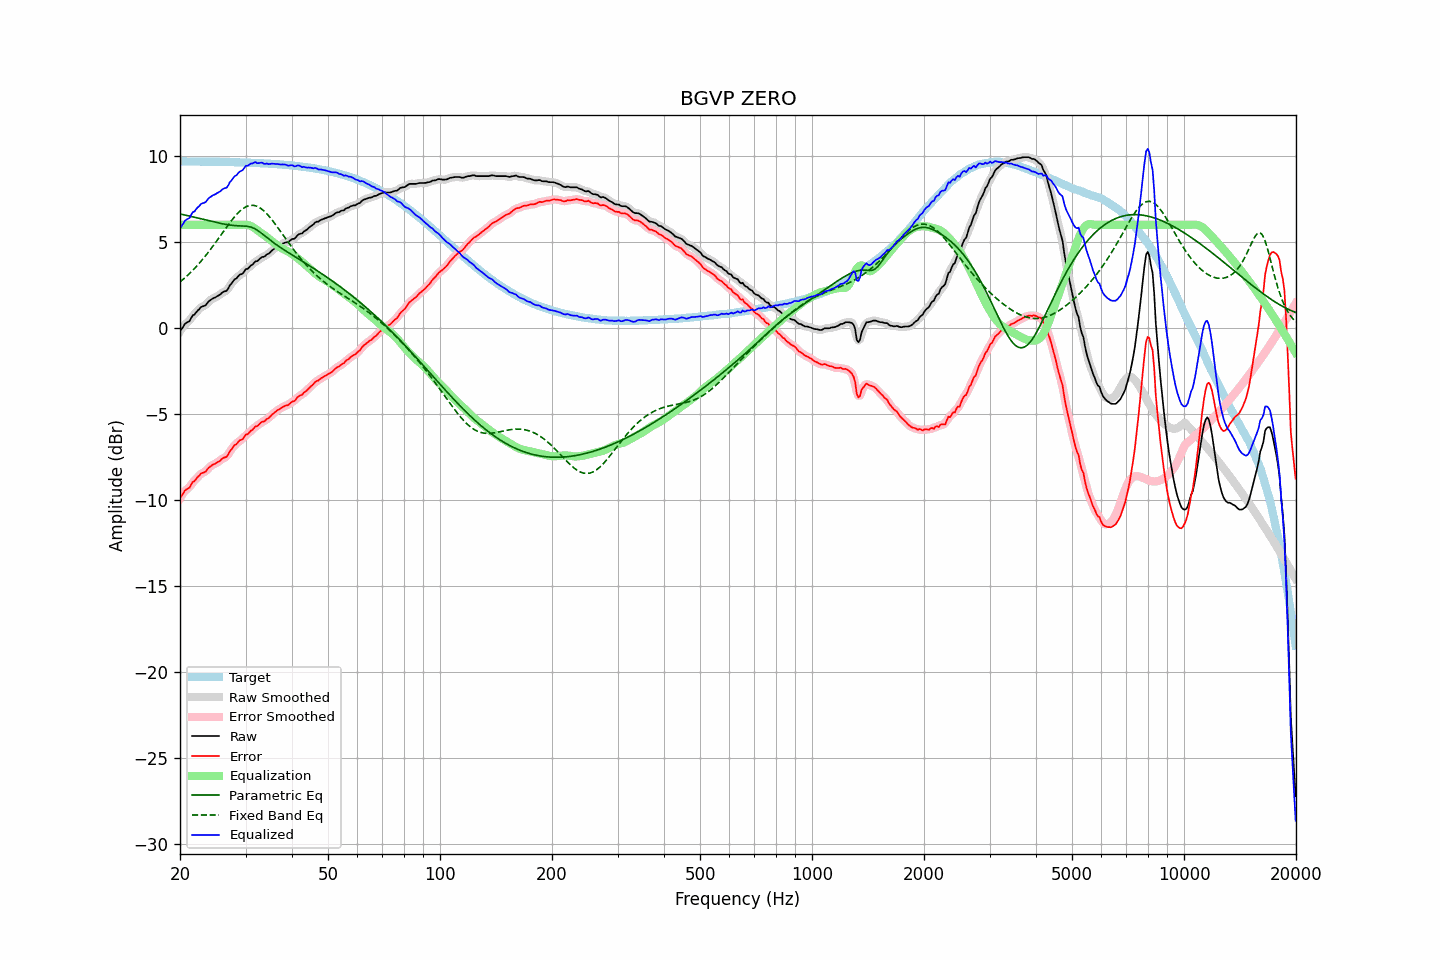 BGVP ZERO
Amplitude (dBr)
10
5
0
−5
−10
−15
−20
−25
−30
Target
Raw Smoothed
Error Smoothed
Raw
Error
Equalization
Parametric Eq
Fixed Band Eq
Equalized
20
50
100
200
500
1000
2000
5000
10000
20000
Frequency (Hz)